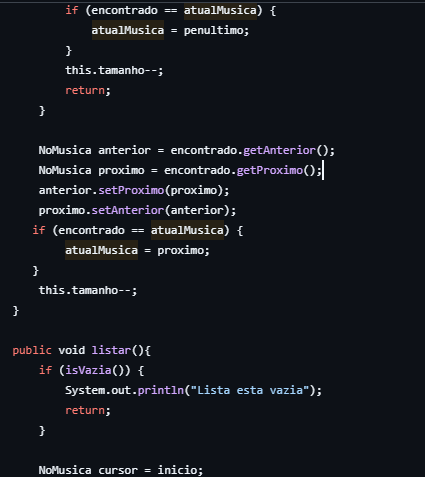 if (encontrado == atualMusica) {
atualMusica = penultimo;
}
this.tamanho--;
return;
}
NoMusica anterior = encontrado.getAnterior();
NoMusica proximo = encontrado.getProximo();
anterior.setProximo(proximo);
proximo.setAnterior(anterior);
if (encontrado == atualMusica) {
atualMusica = proximo;
}
this.tamanho--;
}
public void listar(){
if (isVazia()) {
System.out.println("Lista esta vazia");
return;
}
NoMusica cursor = inicio;